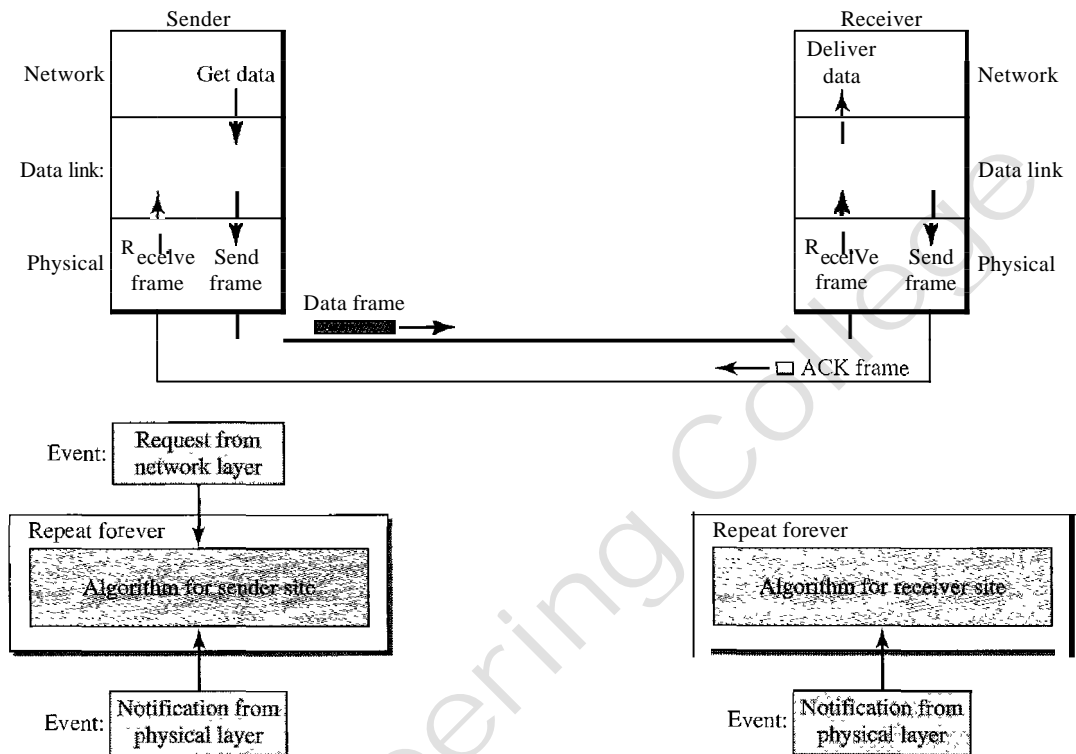 Sender
Receiver
Network
Get data
Deliver
data
Network
Data link:
Data link
Physical
Receive
frame
Send
frame
ReceiVe
frame
Send
frame
Physical
Data frame
ACK frame
Event:
Request from
network layer
Repeat forever
Algorithm for sender site
Repeat forever
Algorithm for receiver site
Event:
Notification from
physical layer
Event:
Notification from
physical layer
ering College